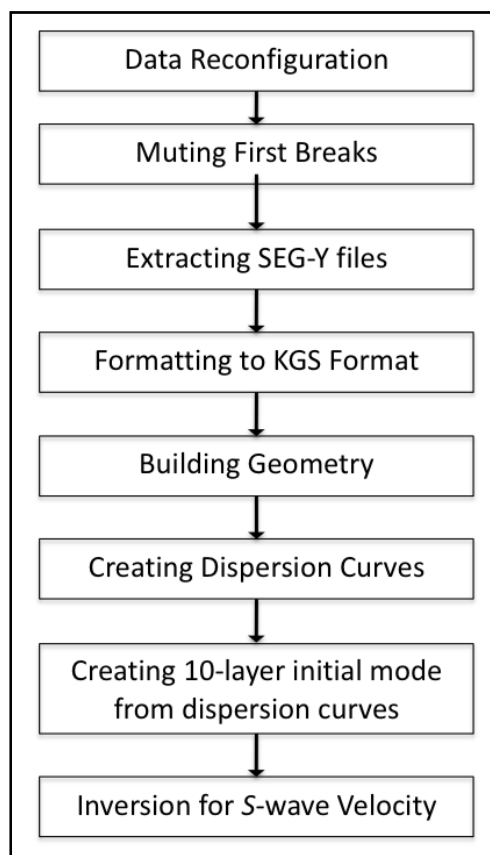 Data Reconfiguration
Muting First Breaks
Extracting SEG-Y files
Formatting to KGS Format
Building Geometry
Creating Dispersion Curves
Creating 10-layer initial mode
from dispersion curves
Inversion for S-wave Velocity